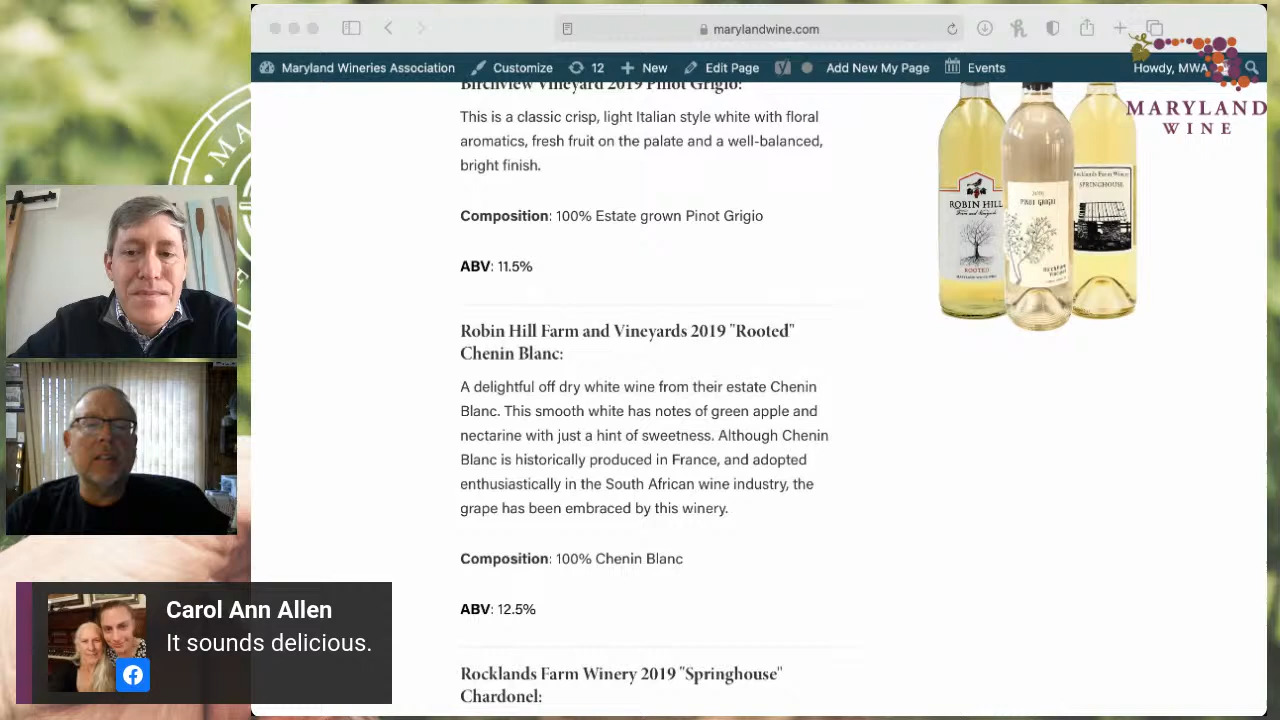 marylandwine.com
Maryland Wineries Association
Customize
12
New
Edit Page
Add New My Page
Events
Howdy, MWA
MARYLAND
WINE
Birchview Vineyard 2019 Pinot Grigio:
This is a classic crisp, light Italian style white with floral
aromatics, fresh fruit on the palate and a well-balanced,
bright finish.
Composition: 100% Estate grown Pinot Grigio
ABV: 11.5%
Robin Hill Farm and Vineyards 2019 "Rooted"
Chenin Blanc:
A delightful off dry white wine from their estate Chenin
Blanc. This smooth white has notes of green apple and
nectarine with just a hint of sweetness. Although Chenin
Blanc is historically produced in France, and adopted
enthusiastically in the South African wine industry, the
grape has been embraced by this winery.
Composition: 100% Chenin Blanc
ABV: 12.5%
Rocklands Farm Winery 2019 "Springhouse"
Chardonel:
ROBIN HILL
Farm and Vineyards
ROOTED
PINOT GRIGIO
Rocklands Farm Winery
SPRINGHOUSE
Carol Ann Allen
It sounds delicious.